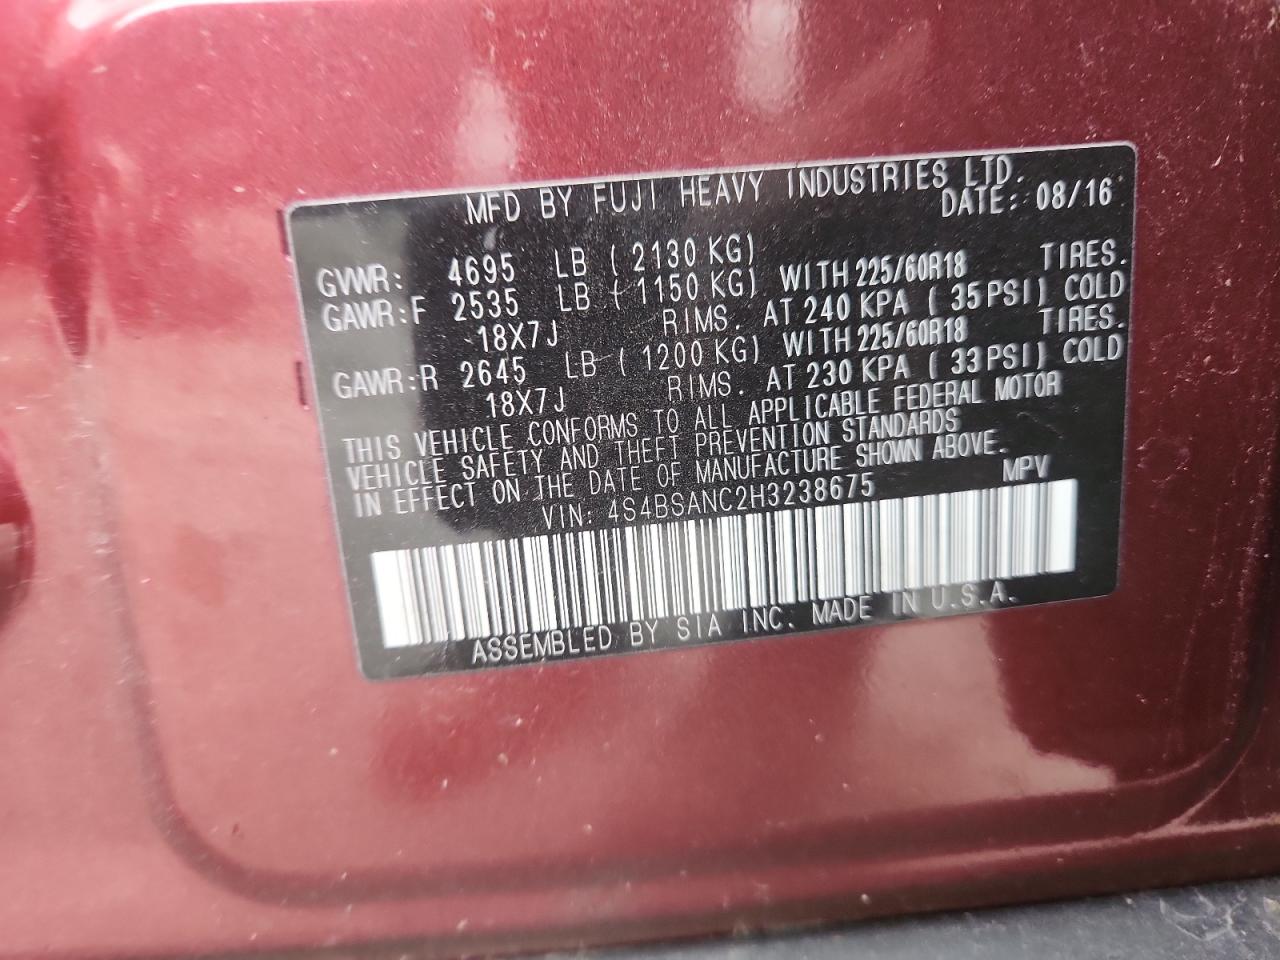 MFD BY FUJI HEAVY INDUSTRIES LTD.
DATE: 08/16
GVWR: 4695 LB ( 2130 KG)
GAWR:F 2535 LB ( 1150 KG) WITH 225/60R18 TIRES.
18X7J RIMS. AT 240 KPA ( 35 PSI) COLD
GAWR:R 2645 LB ( 1200 KG) WITH 225/60R18 TIRES.
18X7J RIMS. AT 230 KPA ( 33 PSI) COLD
THIS VEHICLE CONFORMS TO ALL APPLICABLE FEDERAL MOTOR
VEHICLE SAFETY AND THEFT PREVENTION STANDARDS
IN EFFECT ON THE DATE OF MANUFACTURE SHOWN ABOVE.
VIN: 4S4BSANC2H3238675 MPV
ASSEMBLED BY SIA INC. MADE IN U.S.A.